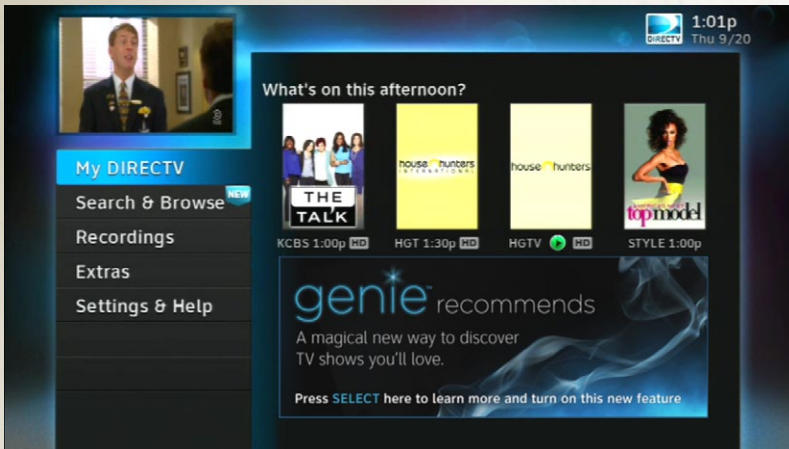 DIRECTV
1:01p
Thu 9/20
What's on this afternoon?
My DIRECTV
Search & Browse NEW
Recordings
Extras
Settings & Help
THE
TALK
house hunters
INTERNATIONAL
house hunters
top model
KCBS 1:00p HD
HGT 1:30p HD
HGTV HD
STYLE 1:00p
genie™ recommends
A magical new way to discover
TV shows you'll love.
Press SELECT here to learn more and turn on this new feature